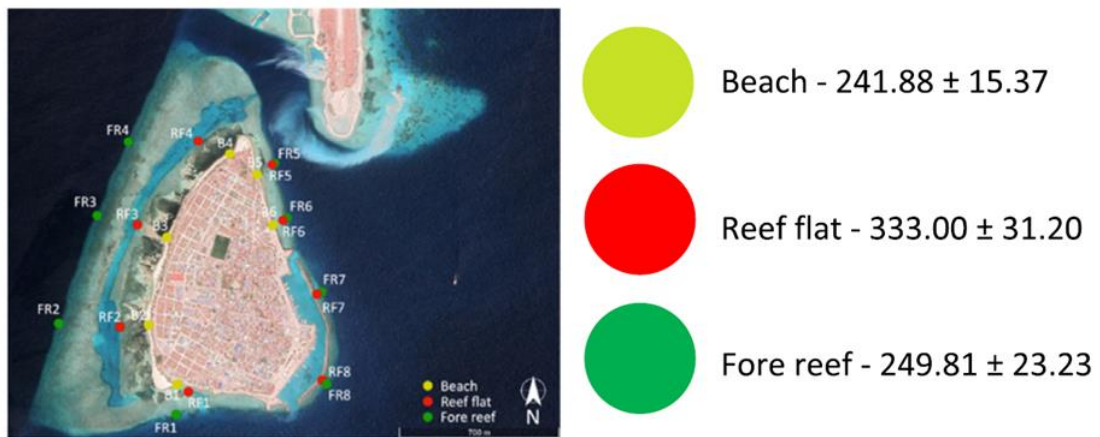 FR4
RF4
B4
FR5
B5
RF5
FR3
RF3
B3
FR6
B6
RF6
FR7
RF7
FR2
RF2
B2
B1
RF1
FR1
RF8
FR8
Beach
Reef flat
Fore reef
N
700 m
Beach - 241.88 ± 15.37
Reef flat - 333.00 ± 31.20
Fore reef - 249.81 ± 23.23